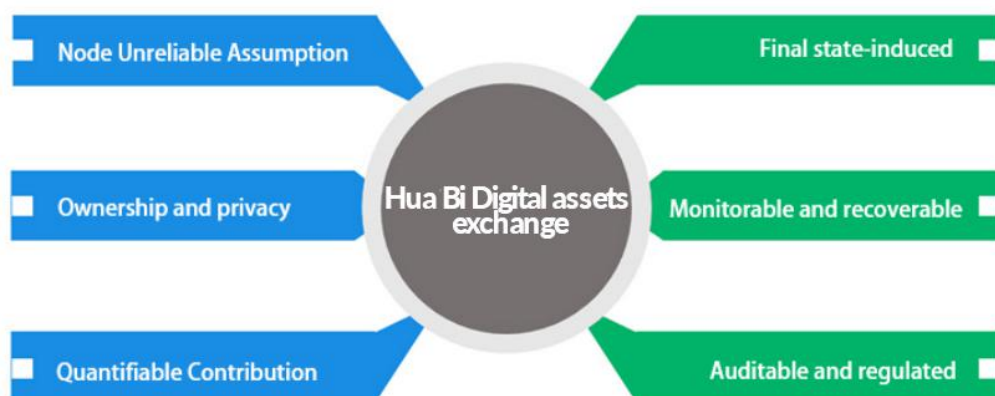 Node Unreliable Assumption
Final state-induced
Hua Bi Digital assets
exchange
Ownership and privacy
Monitorable and recoverable
Quantifiable Contribution
Auditable and regulated